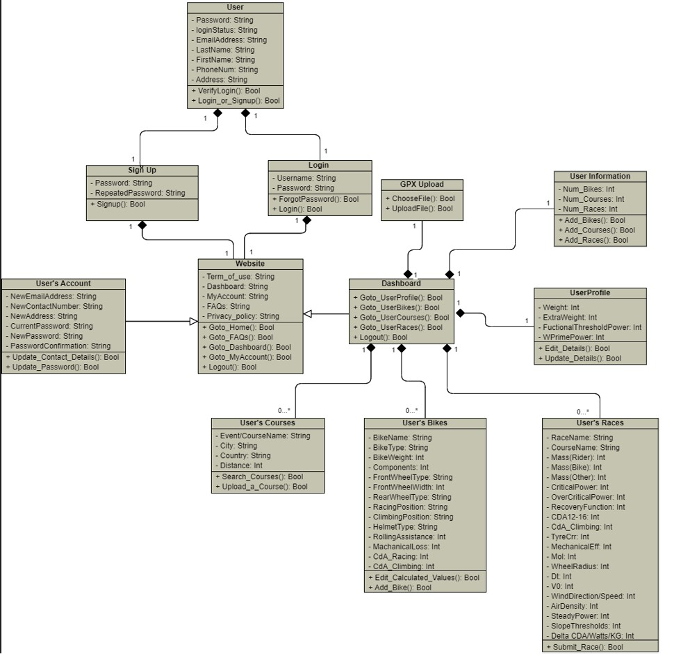 User
- Password: String
- loginStatus: String
- EmailAddress: String
- LastName: String
- FirstName: String
- PhoneNum: String
- Address: String
+ VerifyLogin(): Bool
+ Login_or_Signup(): Bool
1
1
1
1
Sign Up
- Password: String
- RepeatedPassword: String
+ Signup(): Bool
1
1
Login
- Username: String
- Password: String
+ ForgotPassword(): Bool
+ Login(): Bool
1
1
GPX Upload
+ ChooseFile(): Bool
+ UploadFile(): Bool
1
1
User Information
- Num_Bikes: Int
- Num_Courses: Int
- Num_Races: Int
+ Add_Bikes(): Bool
+ Add_Courses(): Bool
+ Add_Races(): Bool
1
1
User's Account
- NewEmailAddress: String
- NewContactNumber: String
- NewAddress: String
- CurrentPassword: String
- NewPassword: String
- PasswordConfirmation: String
+ Update_Contact_Details(): Bool
+ Update_Password(): Bool
Website
- Term_of_use: String
- Dashboard: String
- MyAccount: String
- FAQs: String
- Privacy_policy: String
+ Goto_Home(): Bool
+ Goto_FAQs(): Bool
+ Goto_Dashboard(): Bool
+ Goto_MyAccount(): Bool
+ Logout(): Bool
Dashboard
+ Goto_UserProfile(): Bool
+ Goto_UserBikes(): Bool
+ Goto_UserCourses(): Bool
+ Goto_UserRaces(): Bool
+ Logout(): Bool
1
1
UserProfile
- Weight: Int
- ExtraWeight: Int
- FuctionalThresholdPower: Int
- WPrimePower: Int
+ Edit_Details(): Bool
+ Update_Details(): Bool
1
1
1
0...*
0...*
0...*
User's Courses
- Event/CourseName: String
- City: String
- Country: String
- Distance: Int
+ Search_Courses(): Bool
+ Upload_a_Course(): Bool
User's Bikes
- BikeName: String
- BikeType: String
- BikeWeight: Int
- Components: Int
- FrontWheelType: String
- FrontWheelWidth: Int
- RearWheelType: String
- RacingPosition: String
- ClimbingPosition: String
- HelmetType: String
- RollingAssistance: Int
- MachanicalLoss: Int
- CdA_Racing: Int
- CdA_Climbing: Int
+ Edit_Calculated_Values(): Bool
+ Add_Bike(): Bool
User's Races
- RaceName: String
- CourseName: String
- Mass(Rider): Int
- Mass(Bike): Int
- Mass(Other): Int
- CriticalPower: Int
- OverCriticalPower: Int
- RecoveryFunction: Int
- CDA12-16: Int
- CdA_Climbing: Int
- TyreCrr: Int
- MechanicalEff: Int
- MoI: Int
- WheelRadius: Int
- Dt: Int
- V0: Int
- WindDirection/Speed: Int
- AirDensity: Int
- SteadyPower: Int
- SlopeThresholds: Int
- Delta CDA/Watts/KG: Int
+ Submit_Race(): Bool